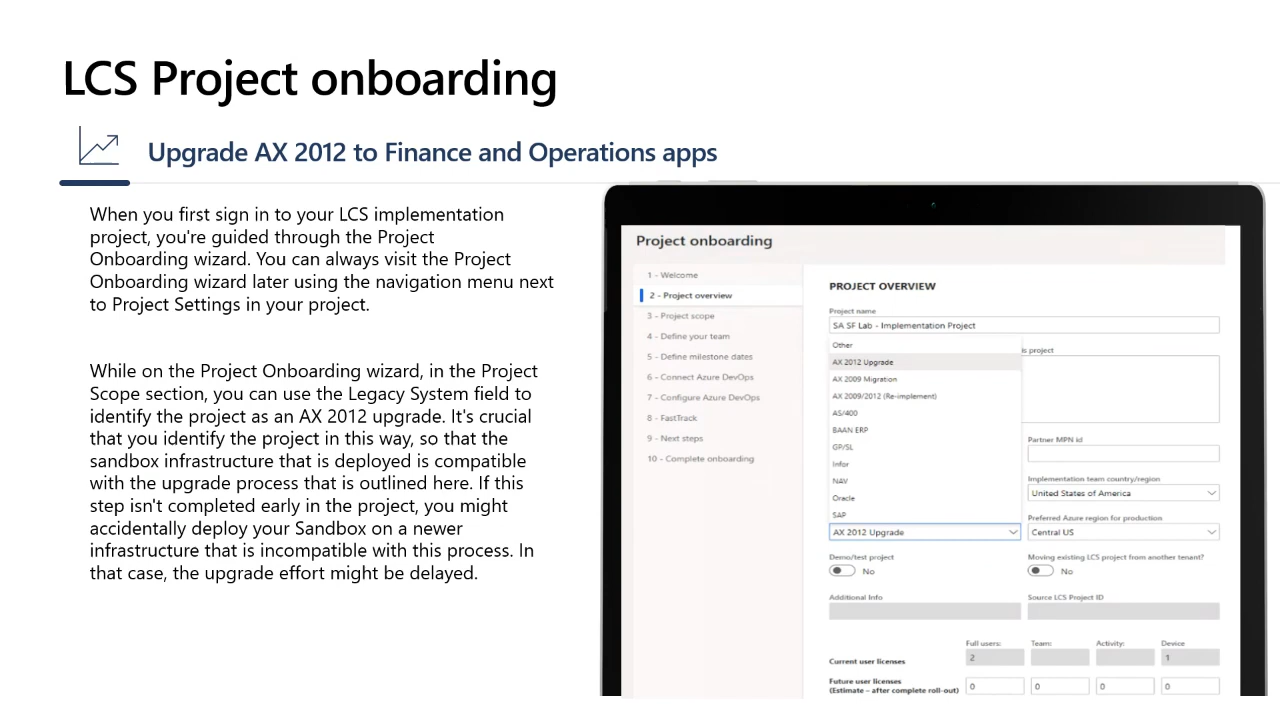 LCS Project onboarding
Upgrade AX 2012 to Finance and Operations apps
When you first sign in to your LCS implementation
project, you're guided through the Project
Onboarding wizard. You can always visit the Project
Onboarding wizard later using the navigation menu next
to Project Settings in your project.
While on the Project Onboarding wizard, in the Project
Scope section, you can use the Legacy System field to
identify the project as an AX 2012 upgrade. It's crucial
that you identify the project in this way, so that the
sandbox infrastructure that is deployed is compatible
with the upgrade process that is outlined here. If this
step isn't completed early in the project, you might
accidentally deploy your Sandbox on a newer
infrastructure that is incompatible with this process. In
that case, the upgrade effort might be delayed.
Project onboarding
1 - Welcome
2 - Project overview
3 - Project scope
4 - Define your team
5 - Define milestone dates
6 - Connect Azure DevOps
7 - Configure Azure DevOps
8 - FastTrack
9 - Next steps
10 - Complete onboarding
PROJECT OVERVIEW
Project name
SA SF Lab - Implementation Project
is project
Other
AX 2012 Upgrade
AX 2009 Migration
AX 2009/2012 (Re-implement)
AS/400
BAAN ERP
GP/SL
Infor
NAV
Oracle
SAP
AX 2012 Upgrade
Partner MPN id
Implementation team country/region
United States of America
Preferred Azure region for production
Central US
Demo/test project
No
Moving existing LCS project from another tenant?
No
Additional Info
Source LCS Project ID
Full users: Team: Activity: Device
Current user licenses 2 1
Future user licenses
(Estimate - after complete roll-out) 0 0 0 0